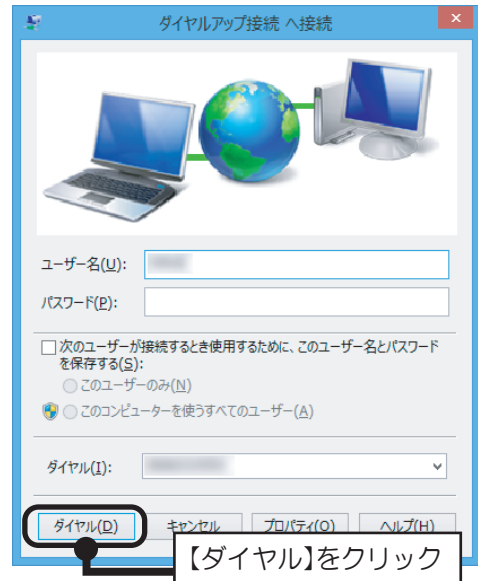 ダイヤルアップ接続 へ接続
ユーザー名(U):
パスワード(P):
次のユーザーが接続するとき使用するために、このユーザー名とパスワード
を保存する(S):
このユーザーのみ(N)
このコンピューターを使うすべてのユーザー(A)
ダイヤル(I):
ダイヤル(D) キャンセル プロパティ(O) ヘルプ(H)
【ダイヤル】をクリック